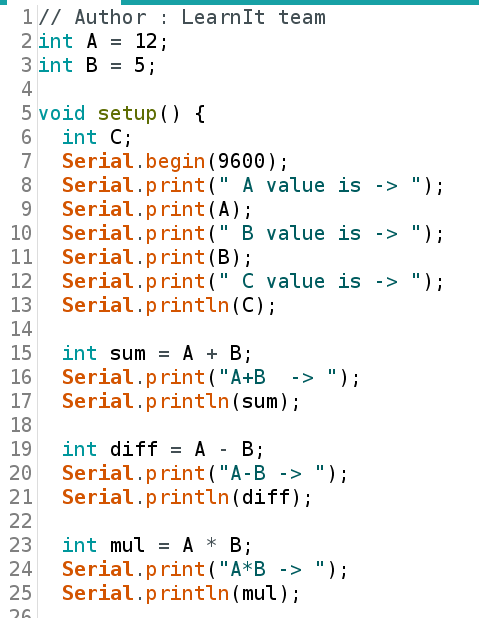 1 // Author : LearnIt team
2 int A = 12;
3 int B = 5;
4
5 void setup() {
6 int C;
7 Serial.begin(9600);
8 Serial.print(" A value is -> ");
9 Serial.print(A);
10 Serial.print(" B value is -> ");
11 Serial.print(B);
12 Serial.print(" C value is -> ");
13 Serial.println(C);
14
15 int sum = A + B;
16 Serial.print("A+B  -> ");
17 Serial.println(sum);
18
19 int diff = A - B;
20 Serial.print("A-B -> ");
21 Serial.println(diff);
22
23 int mul = A * B;
24 Serial.print("A*B -> ");
25 Serial.println(mul);
26